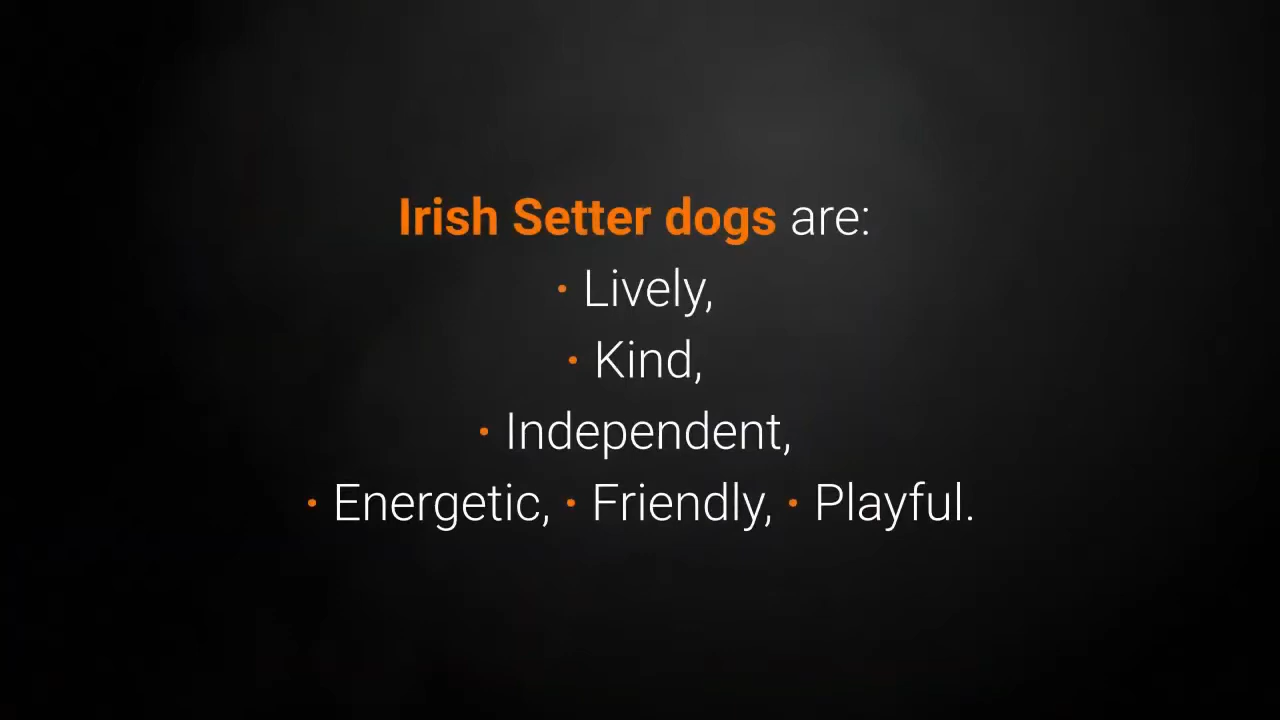 Irish Setter dogs are:
• Lively,
• Kind,
• Independent,
• Energetic, • Friendly, • Playful.